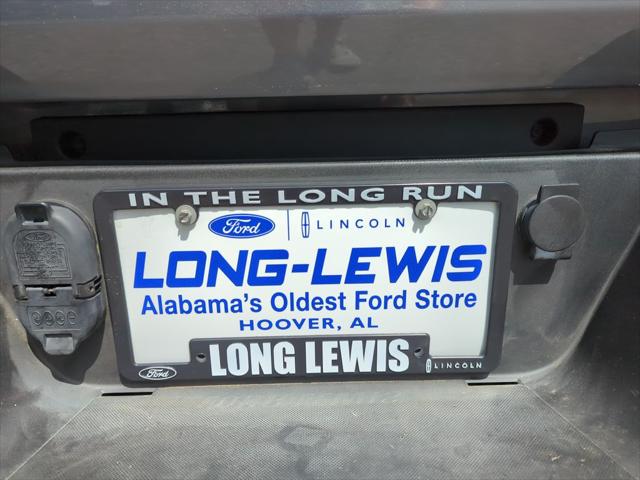 IN THE LONG RUN
Ford LINCOLN
LONG-LEWIS
Alabama's Oldest Ford Store
HOOVER, AL
LONG LEWIS
Ford LINCOLN